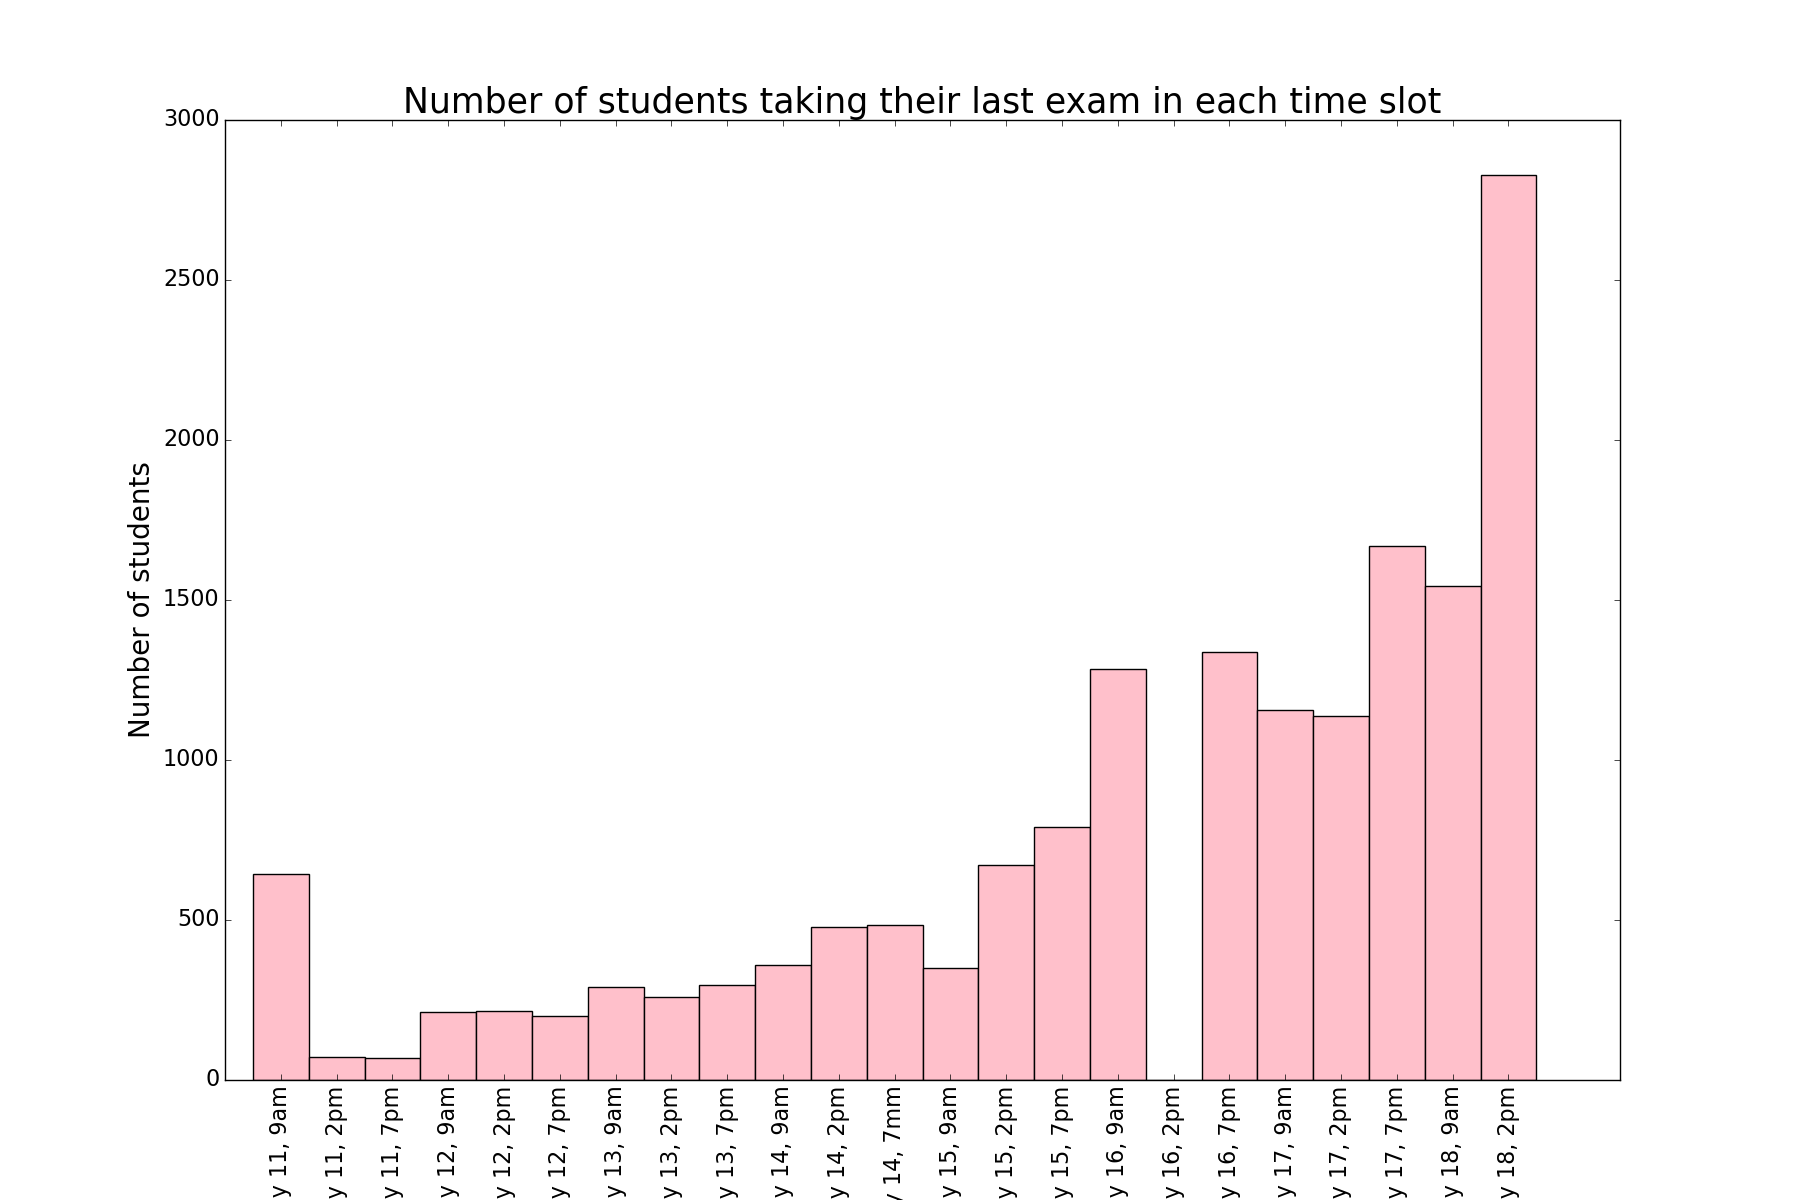 Number of students taking their last exam in each time slot
Number of students
3000
2500
2000
1500
1000
500
0
y 11, 9am
y 11, 2pm
y 11, 7pm
y 12, 9am
y 12, 2pm
y 12, 7pm
y 13, 9am
y 13, 2pm
y 13, 7pm
y 14, 9am
y 14, 2pm
y 14, 7mm
y 15, 9am
y 15, 2pm
y 15, 7pm
y 16, 9am
y 16, 2pm
y 16, 7pm
y 17, 9am
y 17, 2pm
y 17, 7pm
y 18, 9am
y 18, 2pm